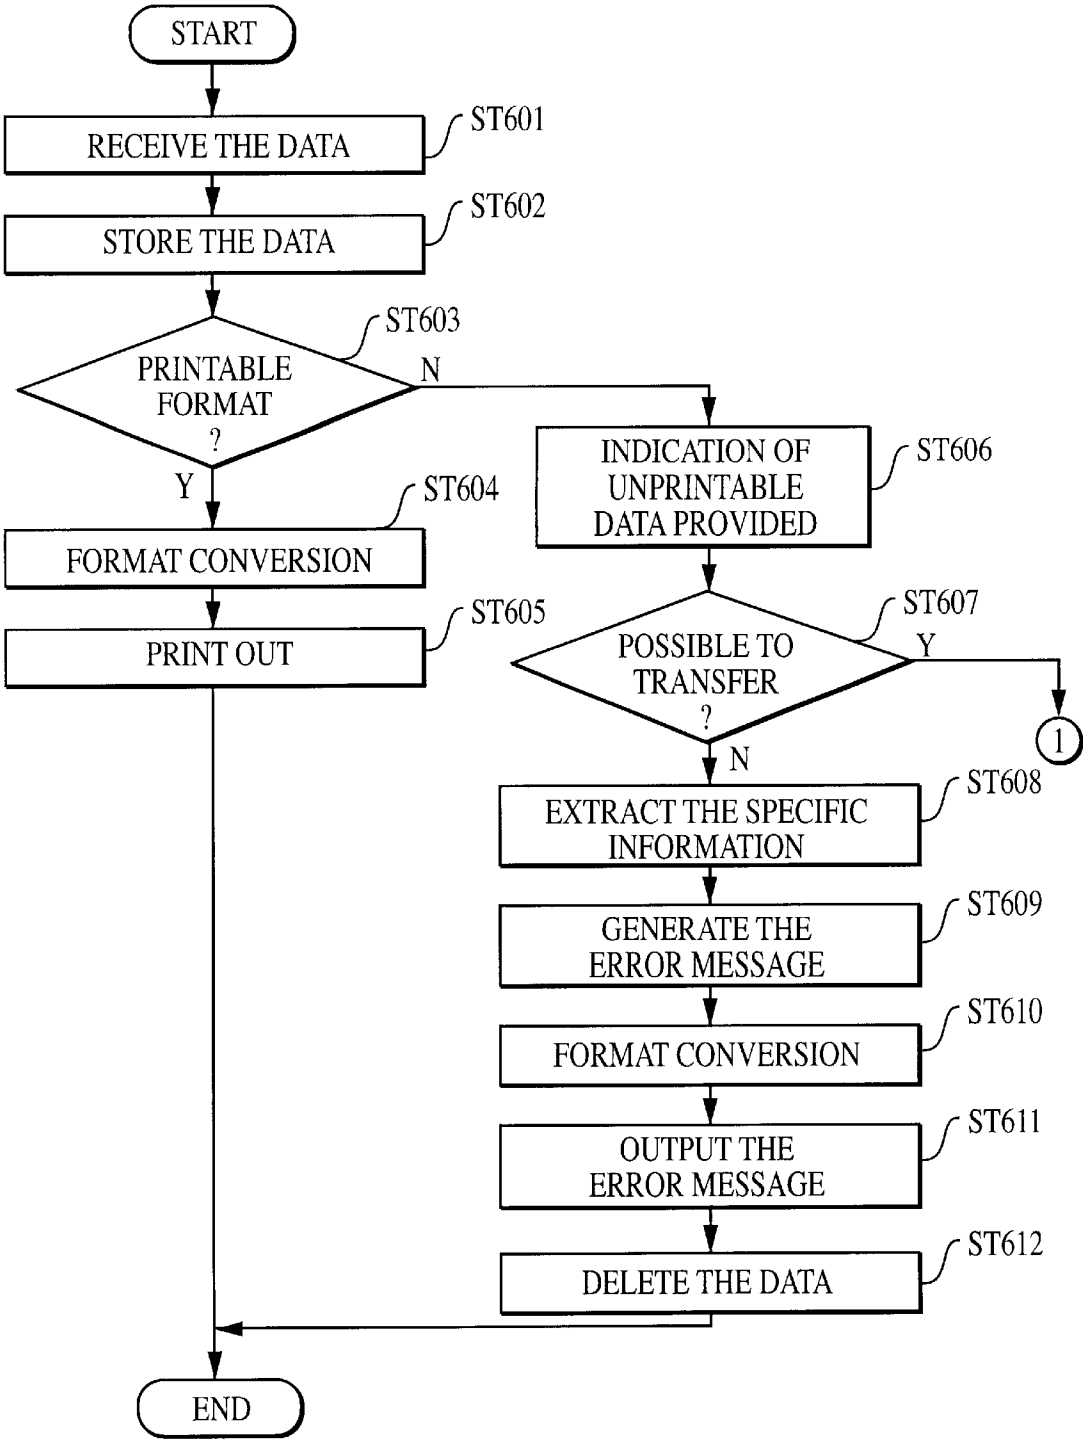 START
RECEIVE THE DATA
ST601
STORE THE DATA
ST602
PRINTABLE
FORMAT
?
ST603
N
Y
FORMAT CONVERSION
ST604
PRINT OUT
ST605
INDICATION OF
UNPRINTABLE
DATA PROVIDED
ST606
POSSIBLE TO
TRANSFER
?
ST607
Y
1
N
EXTRACT THE SPECIFIC
INFORMATION
ST608
GENERATE THE
ERROR MESSAGE
ST609
FORMAT CONVERSION
ST610
OUTPUT THE
ERROR MESSAGE
ST611
DELETE THE DATA
ST612
END